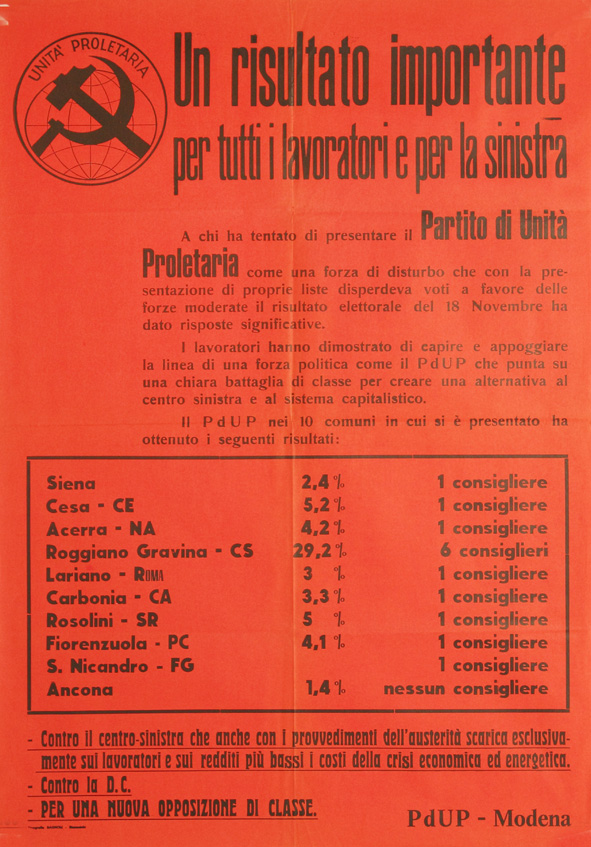 UNITÀ PROLETARIA
Un risultato importante
per tutti i lavoratori e per la sinistra
A chi ha tentato di presentare il Partito di Unità
Proletaria come una forza di disturbo che con la pre-
sentazione di proprie liste disperdeva voti a favore delle
forze moderate il risultato elettorale del 18 Novembre ha
dato risposte significative.
I lavoratori hanno dimostrato di capire e appoggiare
la linea di una forza politica come il PdUP che punta su
una chiara battaglia di classe per creare una alternativa al
centro sinistra e al sistema capitalistico.
Il PdUP nei 10 comuni in cui si è presentato ha
ottenuto i seguenti risultati:
Siena 2,4 % 1 consigliere
Cesa - CE 5,2 % 1 consigliere
Acerra - NA 4,2 % 1 consigliere
Roggiano Gravina - CS 29,2 % 6 consiglieri
Lariano - ROMA 3 % 1 consigliere
Carbonia - CA 3,3 % 1 consigliere
Rosolini - SR 5 % 1 consigliere
Fiorenzuola - PC 4,1 % 1 consigliere
S. Nicandro - FG 1 consigliere
Ancona 1,4 % nessun consigliere
- Contro il centro-sinistra che anche con i provvedimenti dell'austerità scarica esclusiva-
mente sui lavoratori e sui redditi più bassi i costi della crisi economica ed energetica.
- Contro la D.C.
- PER UNA NUOVA OPPOSIZIONE DI CLASSE.
PdUP - Modena